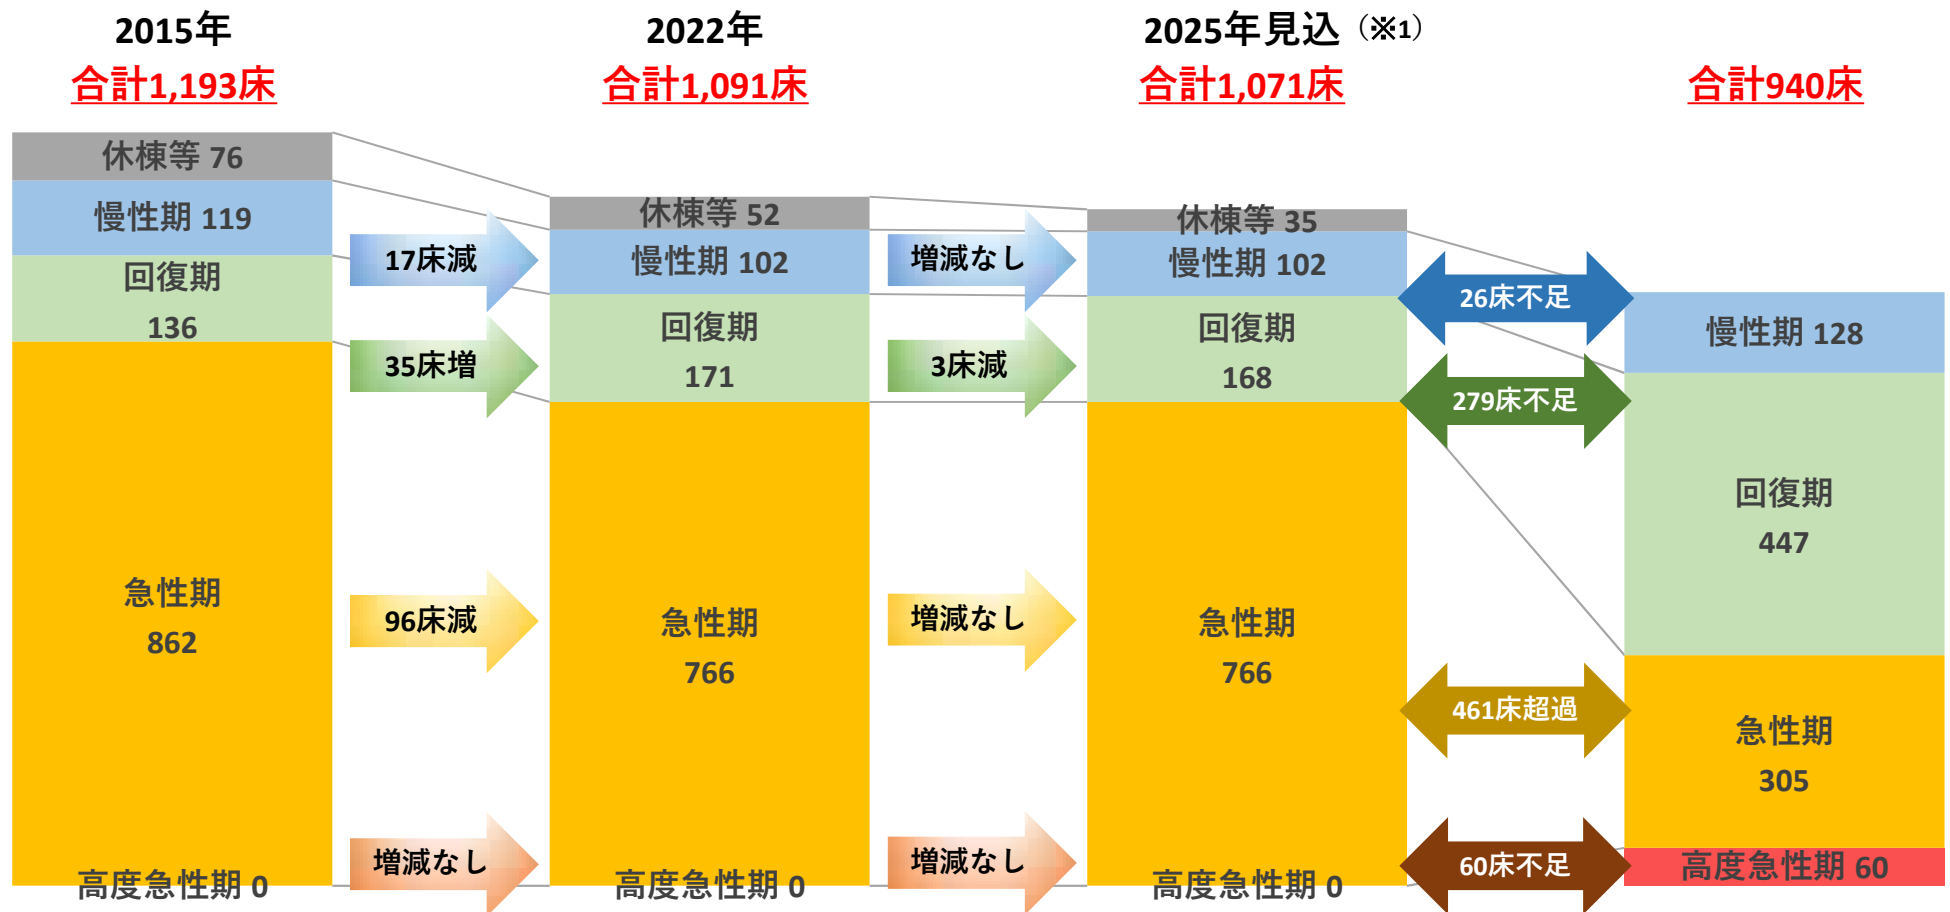 2015年
合計1,193床
休棟等 76
慢性期 119
回復期
136
急性期
862
高度急性期 0
17床減
35床増
96床減
増減なし
2022年
合計1,091床
休棟等 52
慢性期 102
回復期
171
急性期
766
高度急性期 0
増減なし
3床減
増減なし
増減なし
2025年見込（※1）
合計1,071床
休棟等 35
慢性期 102
回復期
168
急性期
766
高度急性期 0
26床不足
279床不足
461床超過
60床不足
合計940床
慢性期 128
回復期
447
急性期
305
高度急性期 60